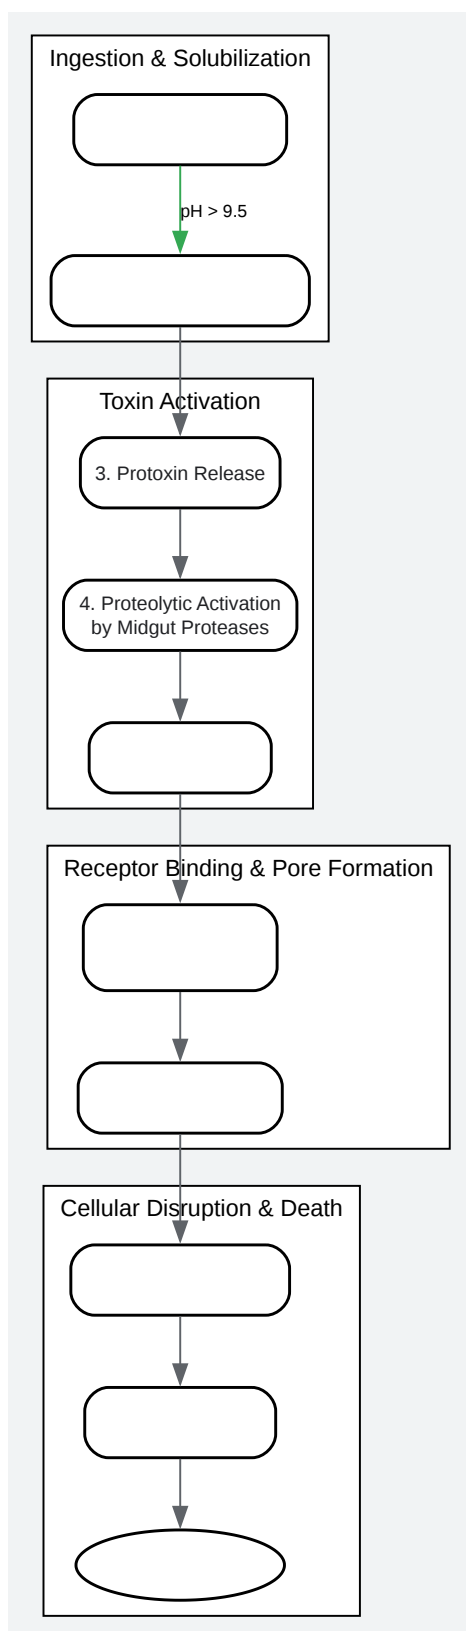 Ingestion & Solubilization
pH > 9.5
Toxin Activation
3. Protoxin Release
4. Proteolytic Activation
by Midgut Proteases
Receptor Binding & Pore Formation
Cellular Disruption & Death